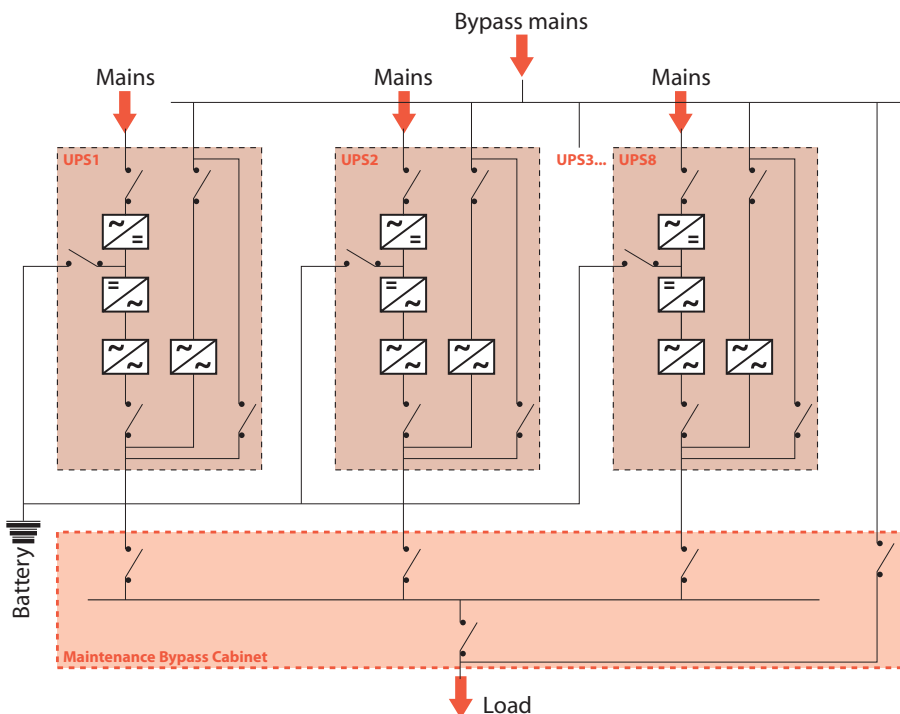 Bypass mains
Mains
Mains
Mains
UPS1
UPS2
UPS3...
UPS8
Battery
Maintenance Bypass Cabinet
Load